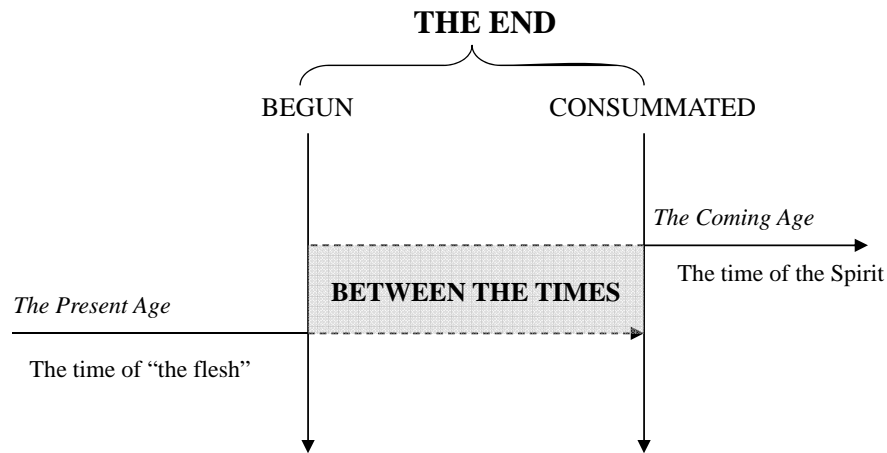 THE END
BEGUN
CONSUMMATED
The Coming Age
The time of the Spirit
BETWEEN THE TIMES
The Present Age
The time of “the flesh”